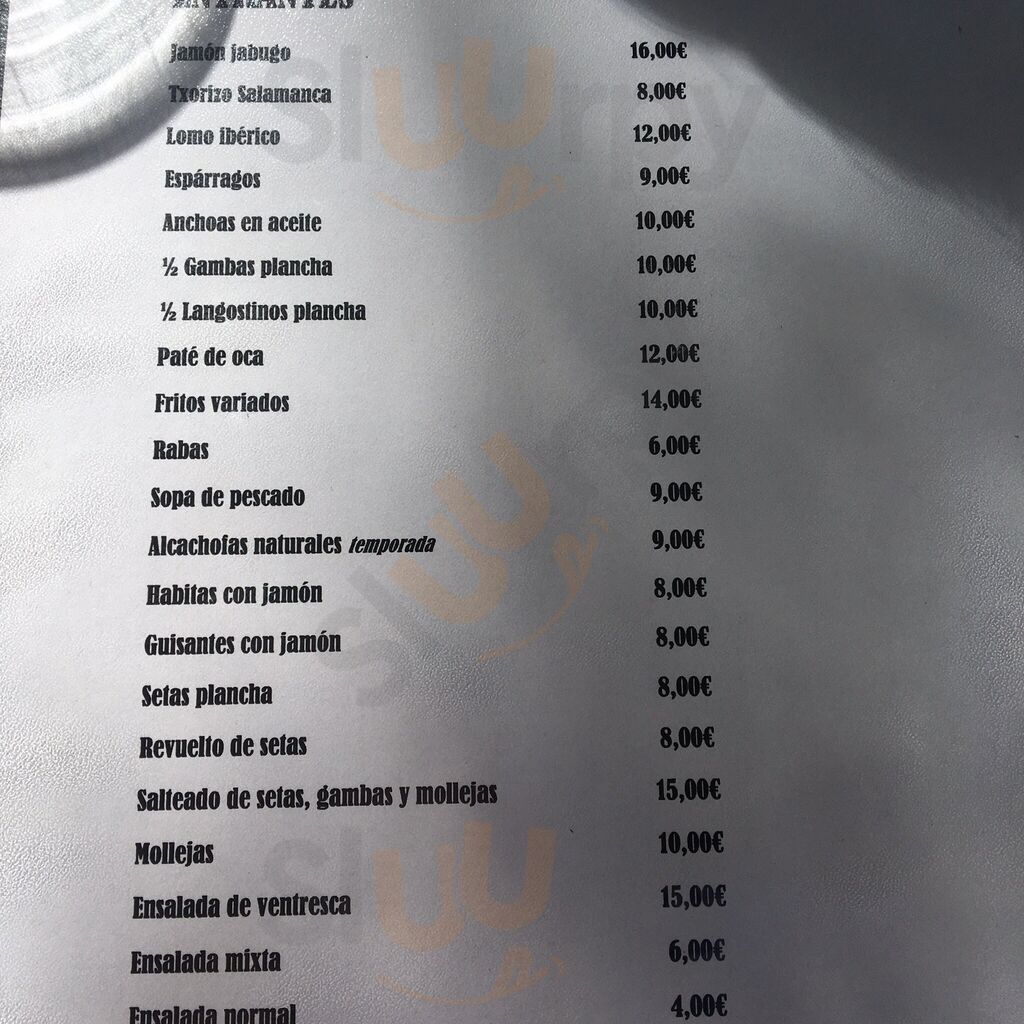 ENTRANTES
Jamón jabugo 16,00€
Txorizo Salamanca 8,00€
Lomo ibérico 12,00€
Espárragos 9,00€
Anchoas en aceite 10,00€
½ Gambas plancha 10,00€
½ Langostinos plancha 10,00€
Paté de oca 12,00€
Fritos variados 14,00€
Rabas 6,00€
Sopa de pescado 9,00€
Alcachofas naturales temporada 9,00€
Habitas con jamón 8,00€
Guisantes con jamón 8,00€
Setas plancha 8,00€
Revuelto de setas 8,00€
Salteado de setas, gambas y mollejas 15,00€
Mollejas 10,00€
Ensalada de ventresca 15,00€
Ensalada mixta 6,00€
Ensalada normal 4,00€
sluurpy
sluurpy
sluurpy